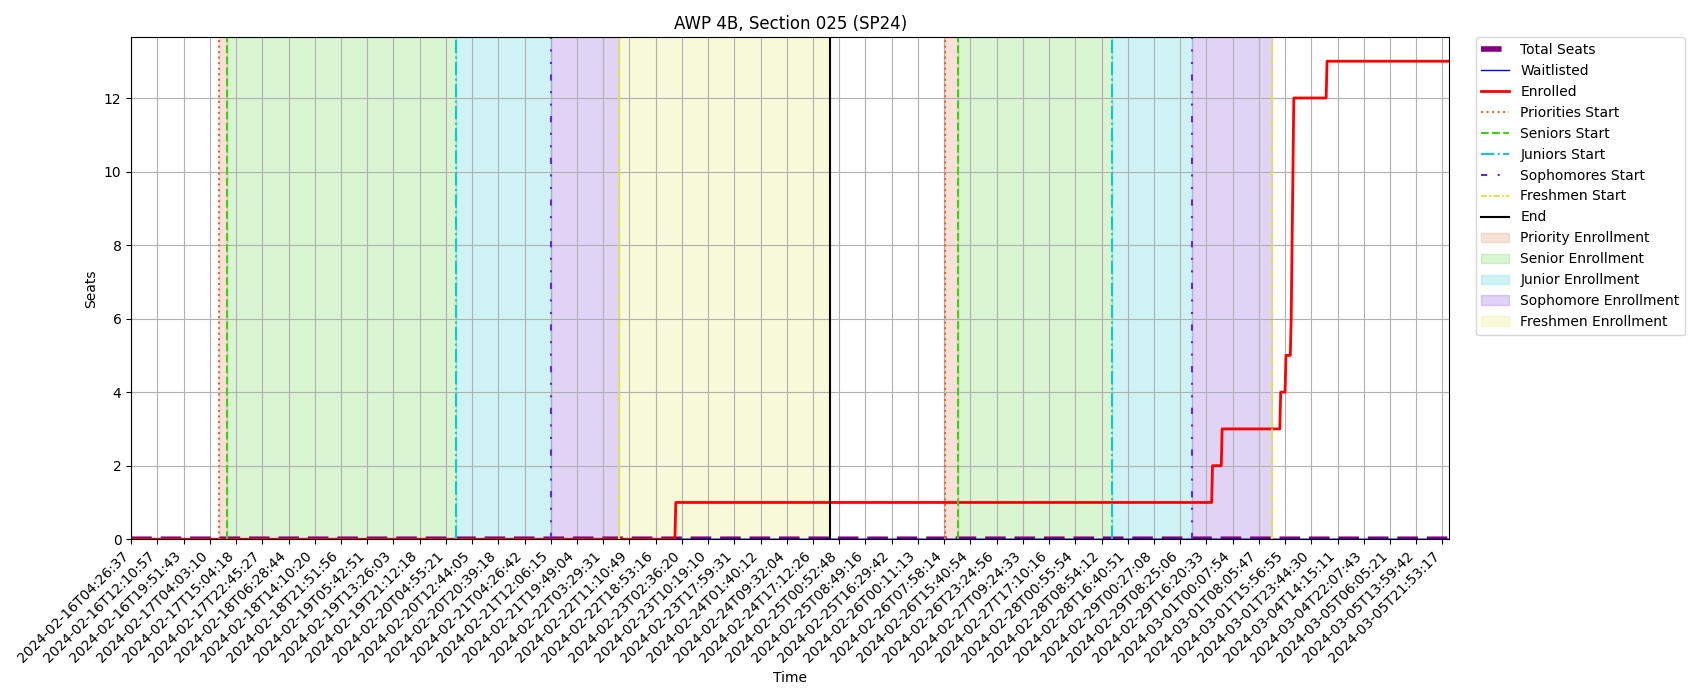 AWP 4B, Section 025 (SP24)
Seats
12
10
8
6
4
2
0
2024-02-16T04:26:37
2024-02-16T12:10:57
2024-02-16T19:51:43
2024-02-17T04:03:10
2024-02-17T15:04:18
2024-02-17T22:45:27
2024-02-18T06:28:44
2024-02-18T14:10:20
2024-02-18T21:51:56
2024-02-19T05:42:51
2024-02-19T13:26:03
2024-02-19T21:12:18
2024-02-20T04:55:21
2024-02-20T12:44:05
2024-02-20T20:39:18
2024-02-21T04:26:42
2024-02-21T12:06:15
2024-02-21T19:49:04
2024-02-22T03:29:31
2024-02-22T11:10:49
2024-02-22T18:53:16
2024-02-23T02:36:20
2024-02-23T10:19:10
2024-02-23T17:59:31
2024-02-24T01:40:12
2024-02-24T09:32:04
2024-02-24T17:12:26
2024-02-25T00:52:48
2024-02-25T08:49:16
2024-02-25T16:29:42
2024-02-26T00:11:13
2024-02-26T07:58:14
2024-02-26T15:40:54
2024-02-26T23:24:56
2024-02-27T09:24:33
2024-02-27T17:10:16
2024-02-28T00:55:54
2024-02-28T08:54:12
2024-02-28T16:40:51
2024-02-29T00:27:08
2024-02-29T08:25:06
2024-02-29T16:20:33
2024-03-01T00:07:54
2024-03-01T08:05:47
2024-03-01T15:56:55
2024-03-01T23:44:30
2024-03-04T14:15:11
2024-03-04T22:07:43
2024-03-05T06:05:21
2024-03-05T13:59:42
2024-03-05T21:53:17
Time
Total Seats
Waitlisted
Enrolled
Priorities Start
Seniors Start
Juniors Start
Sophomores Start
Freshmen Start
End
Priority Enrollment
Senior Enrollment
Junior Enrollment
Sophomore Enrollment
Freshmen Enrollment